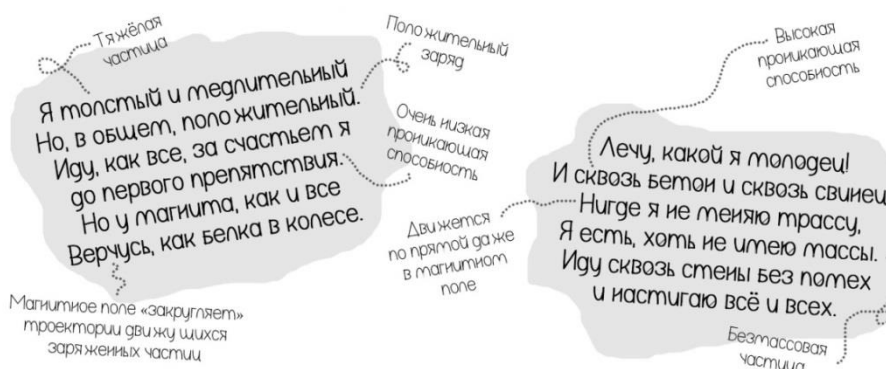 Тяжёлая
частица
Положительный
заряд
Я толстый и медлительный
Но, в общем, положительный.
Иду, как все, за счастьем я
до первого препятствия.
Но у магнита, как и все
Верчусь, как белка в колесе.
Очень низкая
проникающая
способность
Магнитное поле «закругляет»
траектории движущихся
заряженных частиц
Высокая
проникающая
способность
Лечу, какой я молодец!
И сквозь бетон и сквозь свинец
Нигде я не меняю трассу,
Я есть, хоть не имею массы.
Иду сквозь стены без помех
и настигаю всё и всех.
Движется
по прямой даже
в магнитном
поле
Безмассовая
частица